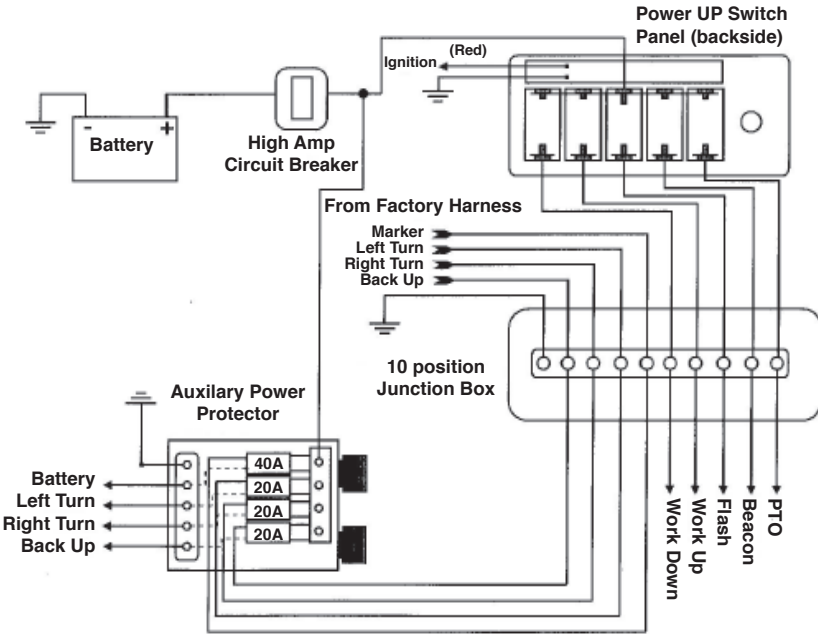 Power UP Switch
Panel (backside)
(Red)
Ignition
- +
Battery
High Amp
Circuit Breaker
From Factory Harness
Marker
Left Turn
Right Turn
Back Up
10 position
Junction Box
Auxilary Power
Protector
40A
20A
20A
20A
Battery
Left Turn
Right Turn
Back Up
Work Down
Work Up
Flash
Beacon
PTO